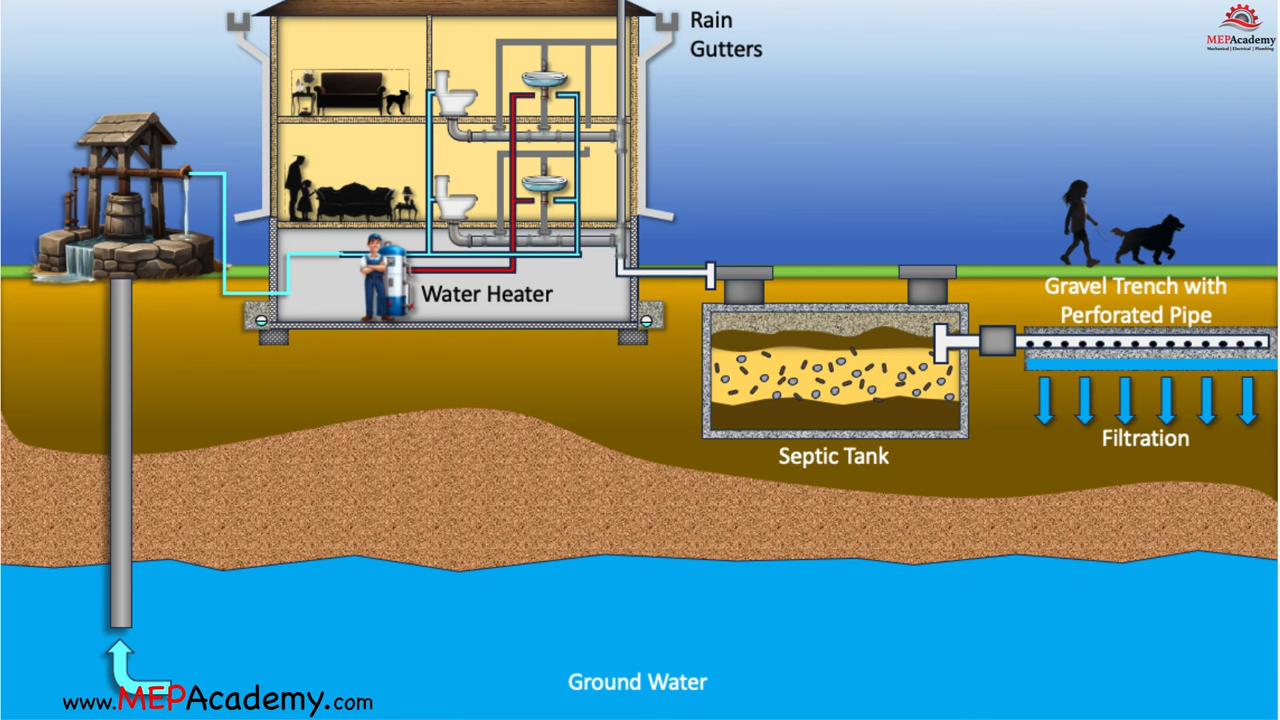 Rain
Gutters
MEPAcademy
Mechanical | Electrical | Plumbing
Water Heater
Gravel Trench with
Perforated Pipe
Filtration
Septic Tank
Ground Water
www.MEPAcademy.com